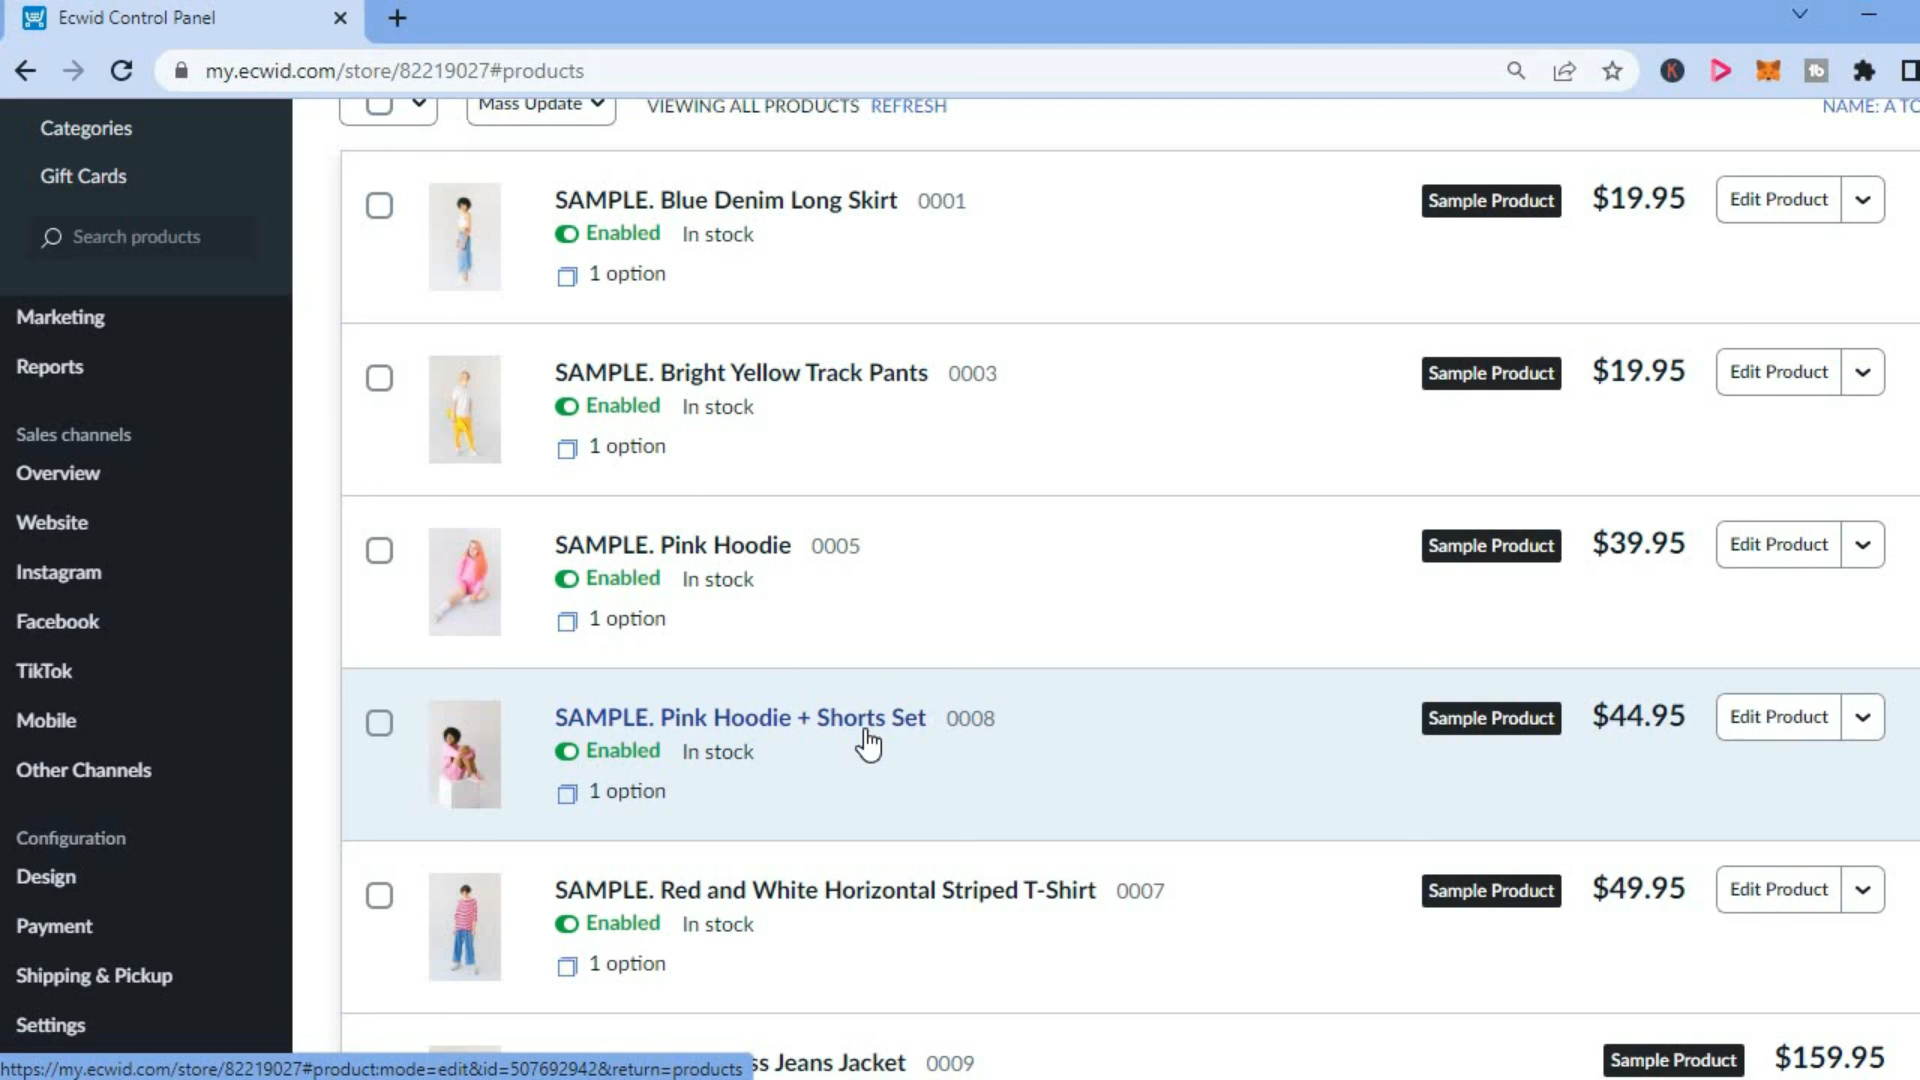 Ecwid Control Panel
my.ecwid.com/store/82219027#products
Categories
Gift Cards
Search products
Marketing
Reports
Sales channels
Overview
Website
Instagram
Facebook
TikTok
Mobile
Other Channels
Configuration
Design
Payment
Shipping & Pickup
Settings
Mass Update VIEWING ALL PRODUCTS REFRESH NAME: A TO
SAMPLE. Blue Denim Long Skirt 0001 Sample Product $19.95 Edit Product
Enabled In stock
1 option
SAMPLE. Bright Yellow Track Pants 0003 Sample Product $19.95 Edit Product
Enabled In stock
1 option
SAMPLE. Pink Hoodie 0005 Sample Product $39.95 Edit Product
Enabled In stock
1 option
SAMPLE. Pink Hoodie + Shorts Set 0008 Sample Product $44.95 Edit Product
Enabled In stock
1 option
SAMPLE. Red and White Horizontal Striped T-Shirt 0007 Sample Product $49.95 Edit Product
Enabled In stock
1 option
ss Jeans Jacket 0009 Sample Product $159.95
https://my.ecwid.com/store/82219027#product:mode=edit&id=507692942&return=products